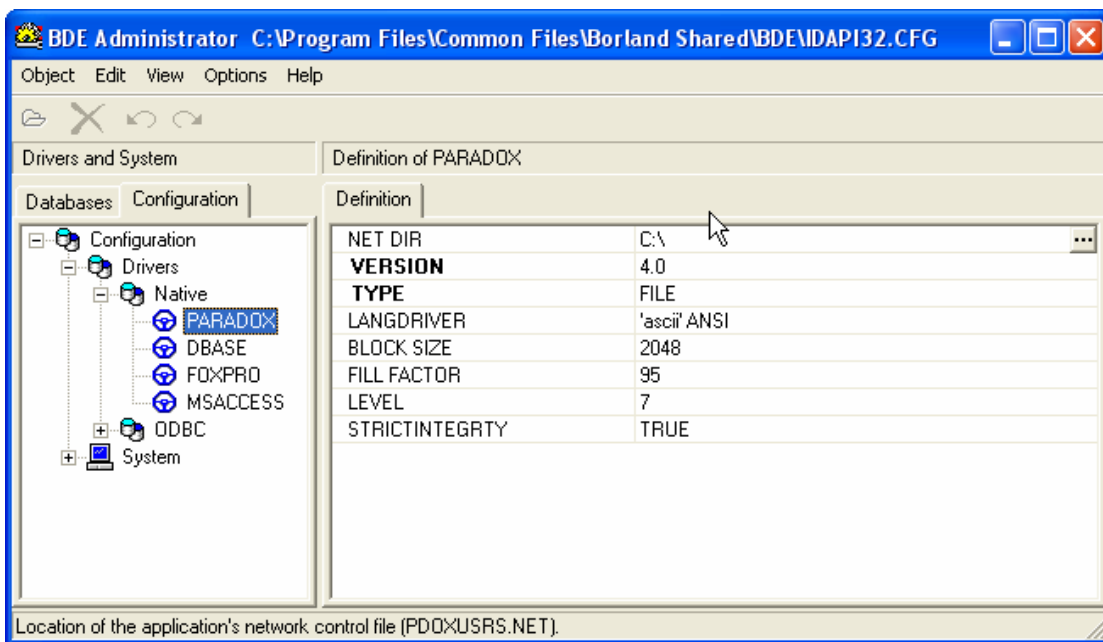 BDE Administrator C:\Program Files\Common Files\Borland Shared\BDE\IDAPI32.CFG
Object Edit View Options Help
Drivers and System
Definition of PARADOX
Databases Configuration
Definition
Configuration
Drivers
Native
PARADOX
DBASE
FOXPRO
MSACCESS
ODBC
System
NET DIR C:\
VERSION 4.0
TYPE FILE
LANGDRIVER 'ascii' ANSI
BLOCK SIZE 2048
FILL FACTOR 95
LEVEL 7
STRICTINTEGRTY TRUE
Location of the application's network control file (PDOXUSRS.NET).